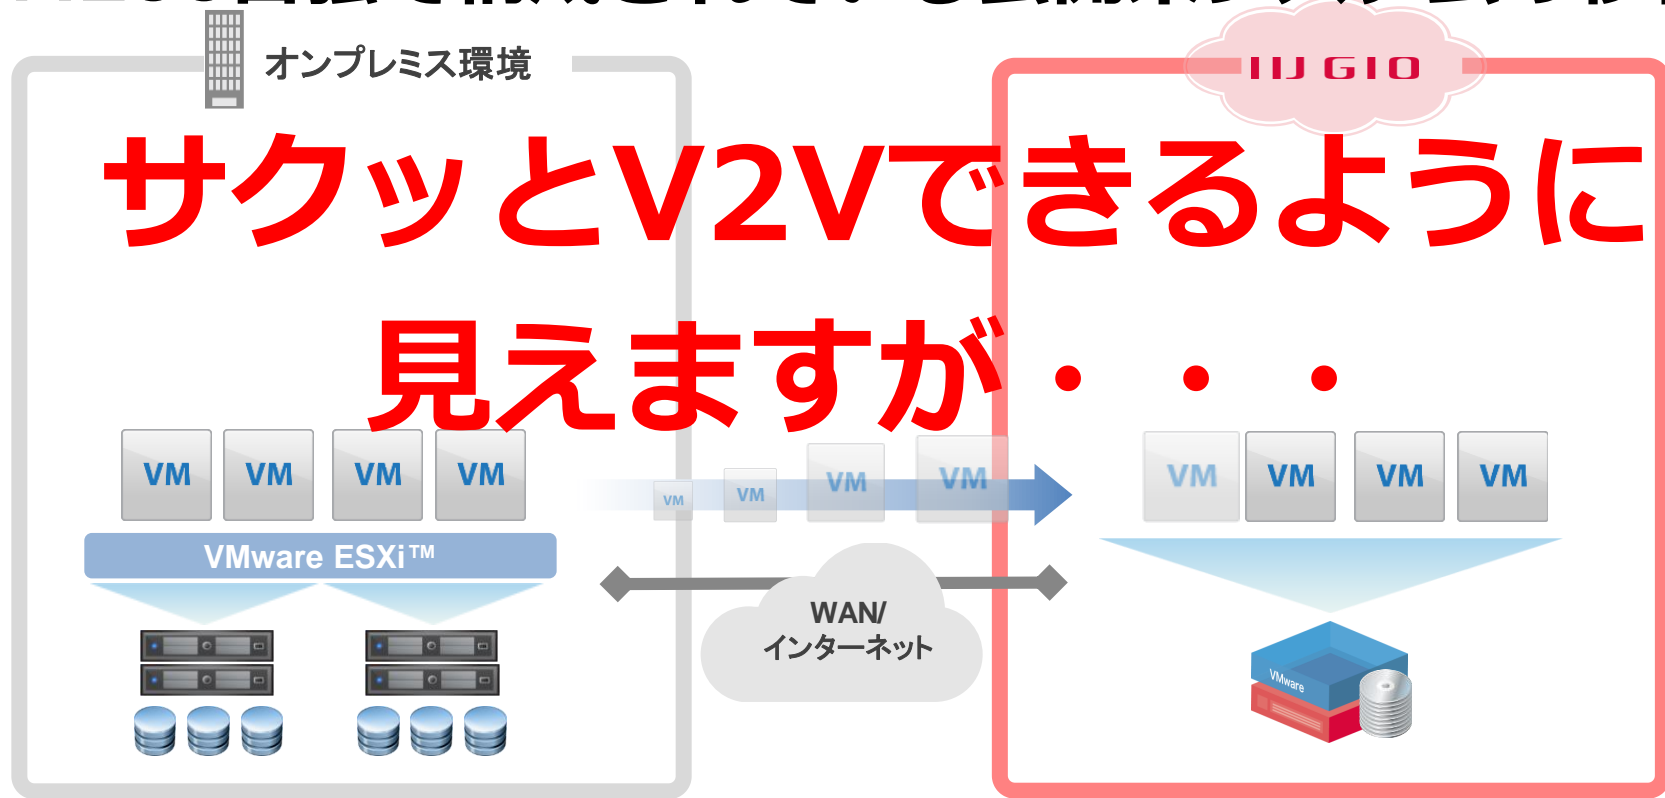 オンプレミス環境
IIJ GIO
サクッとV2Vできるように
見えますが・・・
VM VM VM VM
VM VM VM VM
VM VM VM VM
VMware ESXi™
WAN/
インターネット
VMware